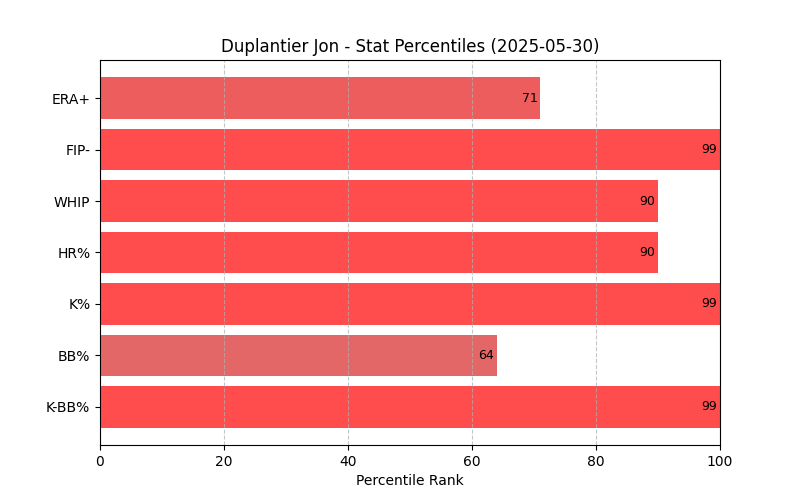 Duplantier Jon - Stat Percentiles (2025-05-30)
ERA+ 71
FIP- 99
WHIP 90
HR% 90
K% 99
BB% 64
K-BB% 99
0 20 40 60 80 100
Percentile Rank